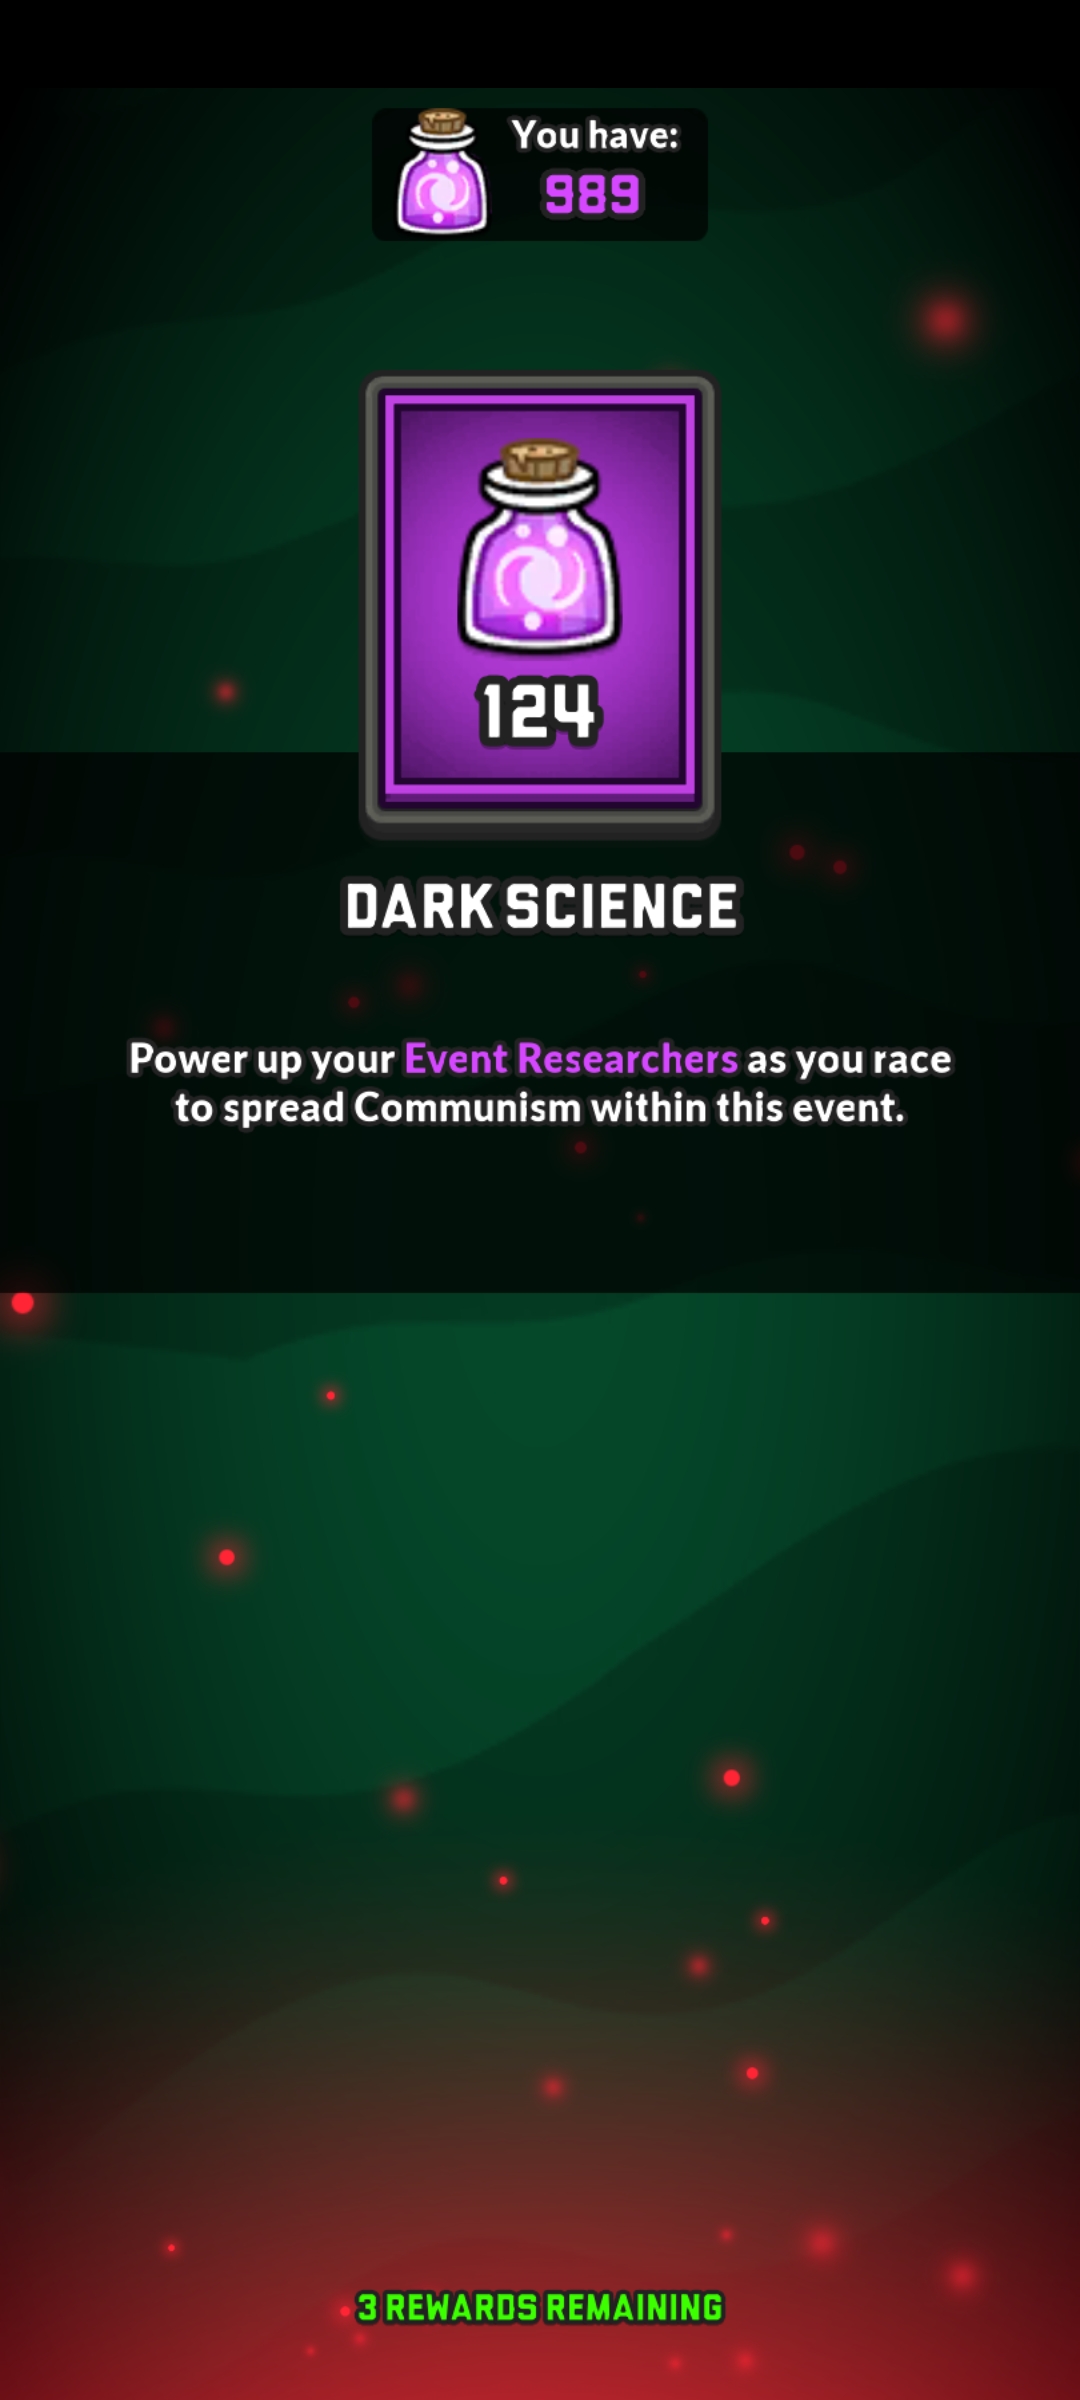 You have:
989
124
DARK SCIENCE
Power up your Event Researchers as you race
to spread Communism within this event.
3 REWARDS REMAINING